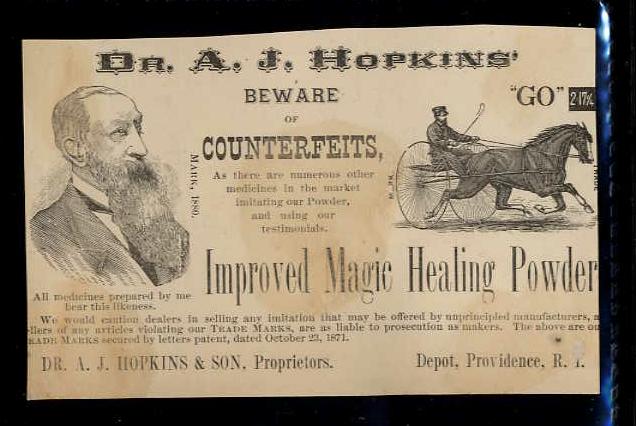 DR. A. J. HOPKINS'
BEWARE
OF
COUNTERFEITS,
As there are numerous other
medicines in the market
imitating our Powder,
and using our
testimonials.
MARK, 1880.
"GO" 2 17¼
Improved Magic Healing Powder
All medicines prepared by me
bear this likeness.
We would caution dealers in selling any imitation that may be offered by unprincipled manufacturers, a
llers of any articles violating our TRADE MARKS, are as liable to prosecution as makers. The above are ou
RADE MARKS secured by letters patent, dated October 23, 1871.
DR. A. J. HOPKINS & SON, Proprietors.
Depot, Providence, R. I.